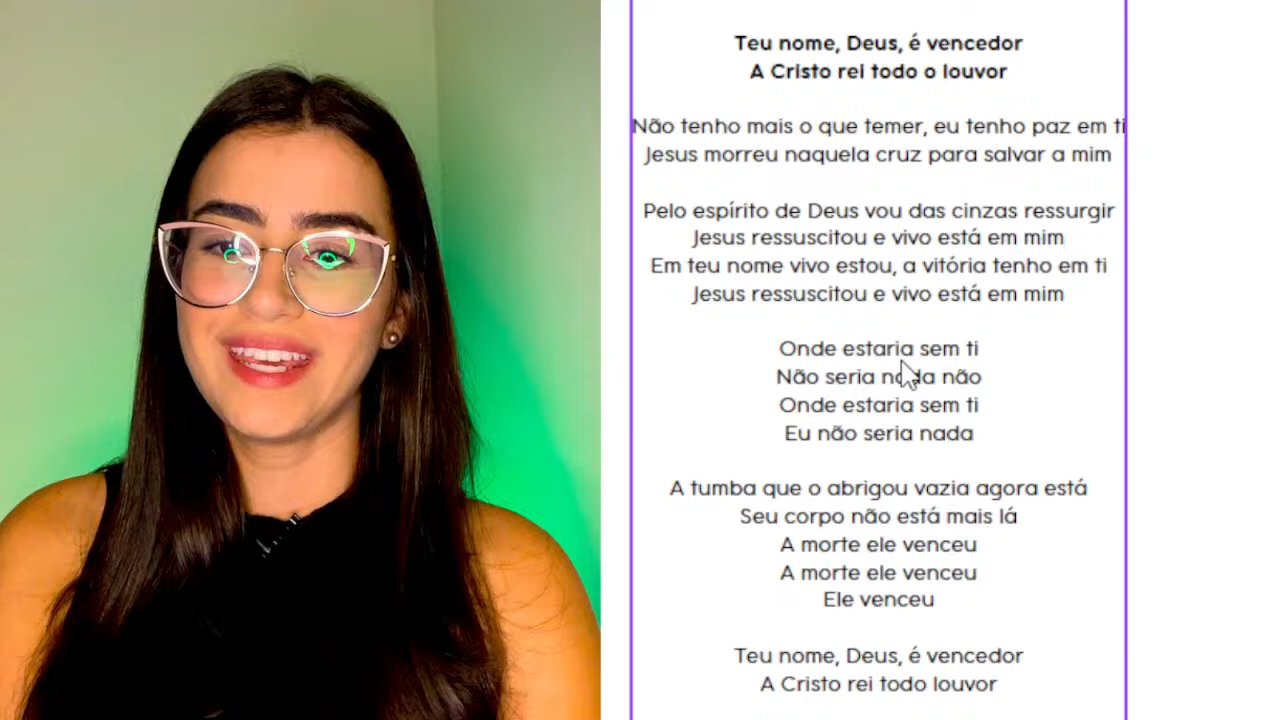 Teu nome, Deus, é vencedor
A Cristo rei todo o louvor
Não tenho mais o que temer, eu tenho paz em ti
Jesus morreu naquela cruz para salvar a mim
Pelo espírito de Deus vou das cinzas ressurgir
Jesus ressuscitou e vivo está em mim
Em teu nome vivo estou, a vitória tenho em ti
Jesus ressuscitou e vivo está em mim
Onde estaria sem ti
Não seria nada não
Onde estaria sem ti
Eu não seria nada
A tumba que o abrigou vazia agora está
Seu corpo não está mais lá
A morte ele venceu
A morte ele venceu
Ele venceu
Teu nome, Deus, é vencedor
A Cristo rei todo louvor